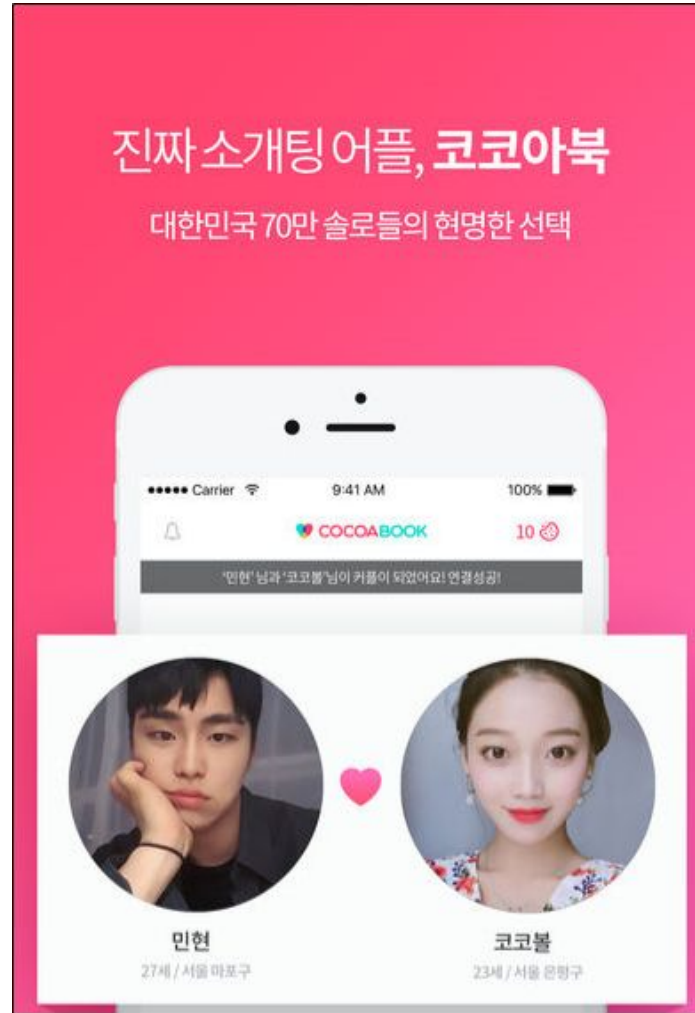 진짜 소개팅 어플, 코코아북
대한민국 70만 솔로들의 현명한 선택
Carrier 9:41 AM 100%
COCOABOOK 10
'민현' 님과 '코코볼'님이 커플이 되었어요! 연결성공!
민현 코코볼
27세 / 서울 마포구 23세 / 서울 은평구